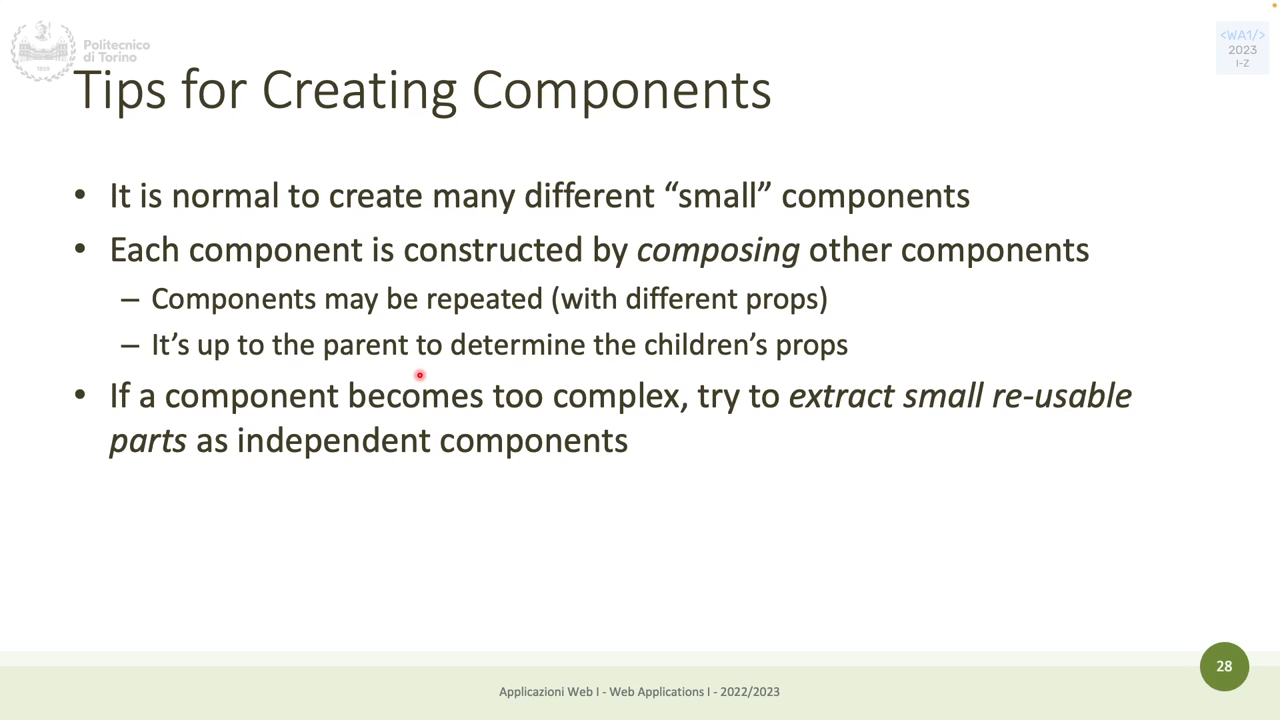 Politecnico
di Torino
1859
<WA1/>
2023
I-Z
Tips for Creating Components
• It is normal to create many different “small” components
• Each component is constructed by composing other components
– Components may be repeated (with different props)
– It’s up to the parent to determine the children’s props
• If a component becomes too complex, try to extract small re-usable
parts as independent components
28
Applicazioni Web I - Web Applications I - 2022/2023